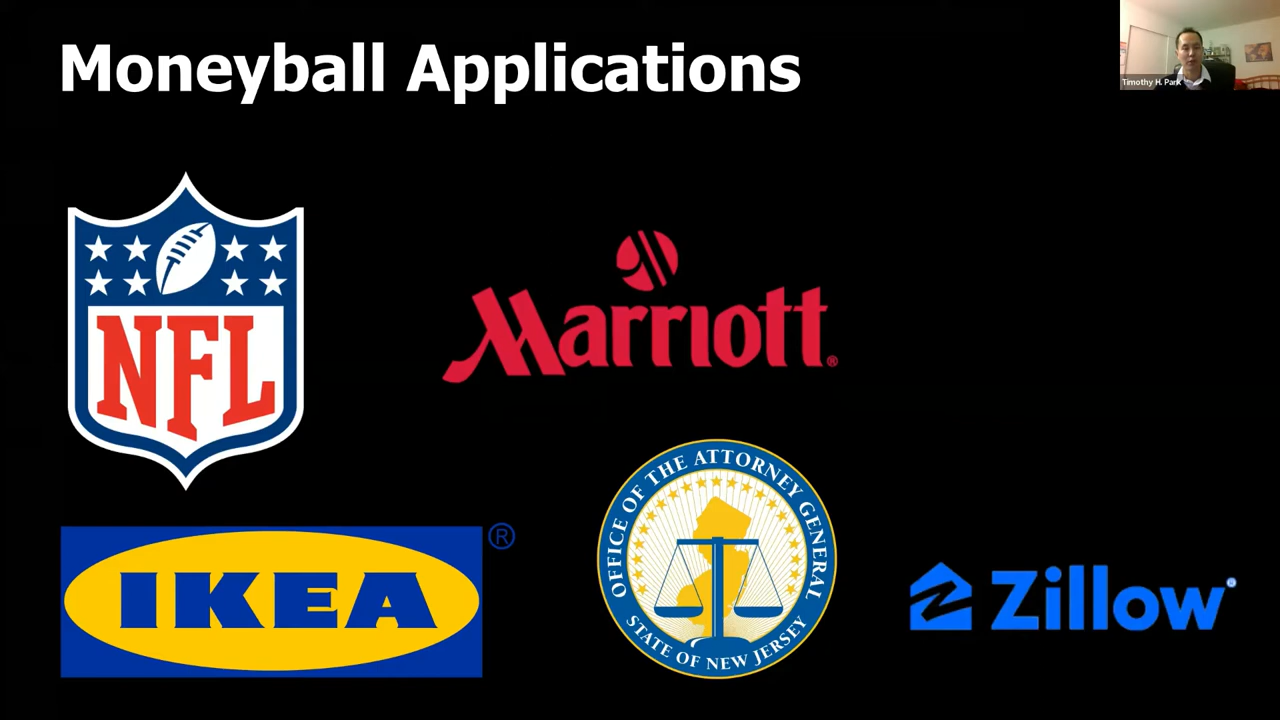 Moneyball Applications
Timothy H. Park
NFL
Marriott®
IKEA®
OFFICE OF THE ATTORNEY GENERAL
STATE OF NEW JERSEY
Zillow®